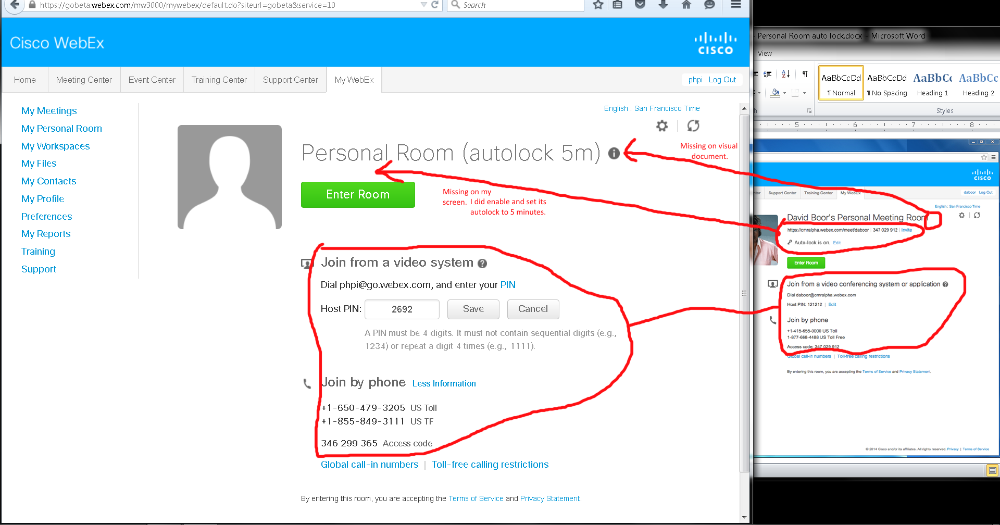 https://gobeta.webex.com/mw3000/mywebex/default.do?siteurl=gobeta&service=10
Search
Cisco WebEx
CISCO
Home
Meeting Center
Event Center
Training Center
Support Center
My WebEx
phpi Log Out
My Meetings
My Personal Room
My Workspaces
My Files
My Contacts
My Profile
Preferences
My Reports
Training
Support
English : San Francisco Time
Personal Room (autolock 5m)
Missing on visual
document.
Enter Room
Missing on my
screen. I did enable and set its
autolock to 5 minutes.
Join from a video system
Dial phpi@go.webex.com, and enter your PIN
Host PIN: 2692 Save Cancel
A PIN must be 4 digits. It must not contain sequential digits (e.g.,
1234) or repeat a digit 4 times (e.g., 1111).
Join by phone Less Information
+1-650-479-3205 US Toll
+1-855-849-3111 US TF
346 299 365 Access code
Global call-in numbers | Toll-free calling restrictions
By entering this room, you are accepting the Terms of Service and Privacy Statement.
- Personal Room auto lock.docx - Microsoft Word
View
AaBbCcDd AaBbCcDd AaBbCc AaBbCc
¶ Normal ¶ No Spacing Heading 1 Heading 2
Styles
5 6 7 8
CISCO
Support Center Training Center My WebEx
daboor Log Out
English : San Francisco Time
David Boor's Personal Meeting Room
https://cmralpha.webex.com/meet/daboor | 347 029 912 | Invite
Auto-lock is on. Edit
Enter Room
Join from a video conferencing system or application
Dial daboor@cmralpha.webex.com
Host PIN: 121212 | Edit
Join by phone
+1-415-655-0000 US Toll
1-877-668-4488 US Toll Free
Access code: 347 029 912
Global call-in numbers | Toll-free calling restrictions
By entering this room, you are accepting the Terms of Service and Privacy Statement.
© 2014 Cisco and/or its affiliates. All rights reserved. Privacy | Terms of Service